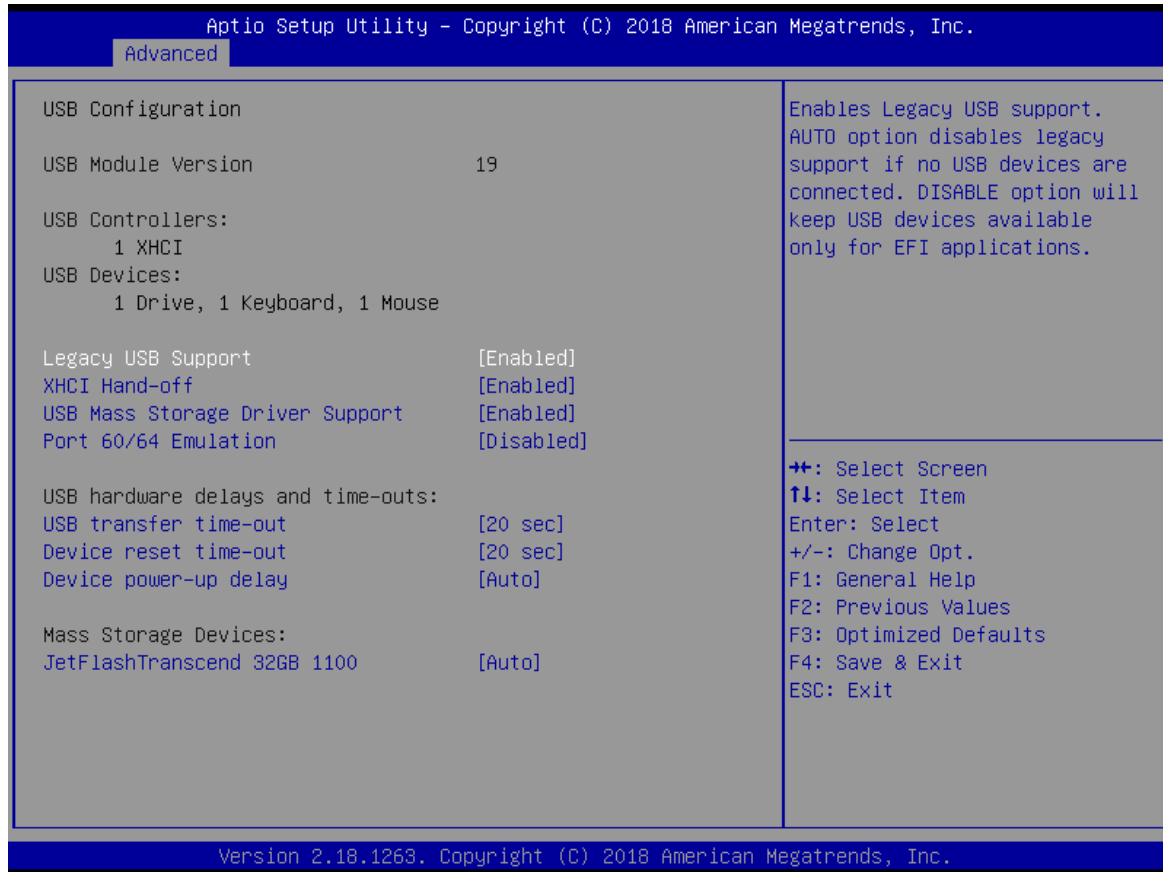 Aptio Setup Utility – Copyright (C) 2018 American Megatrends, Inc.
Advanced
USB Configuration
USB Module Version 19
USB Controllers:
1 XHCI
USB Devices:
1 Drive, 1 Keyboard, 1 Mouse
Legacy USB Support [Enabled]
XHCI Hand-off [Enabled]
USB Mass Storage Driver Support [Enabled]
Port 60/64 Emulation [Disabled]
USB hardware delays and time-outs:
USB transfer time-out [20 sec]
Device reset time-out [20 sec]
Device power-up delay [Auto]
Mass Storage Devices:
JetFlashTranscend 32GB 1100 [Auto]
Enables Legacy USB support.
AUTO option disables legacy
support if no USB devices are
connected. DISABLE option will
keep USB devices available
only for EFI applications.
→←: Select Screen
↑↓: Select Item
Enter: Select
+/-: Change Opt.
F1: General Help
F2: Previous Values
F3: Optimized Defaults
F4: Save & Exit
ESC: Exit
Version 2.18.1263. Copyright (C) 2018 American Megatrends, Inc.